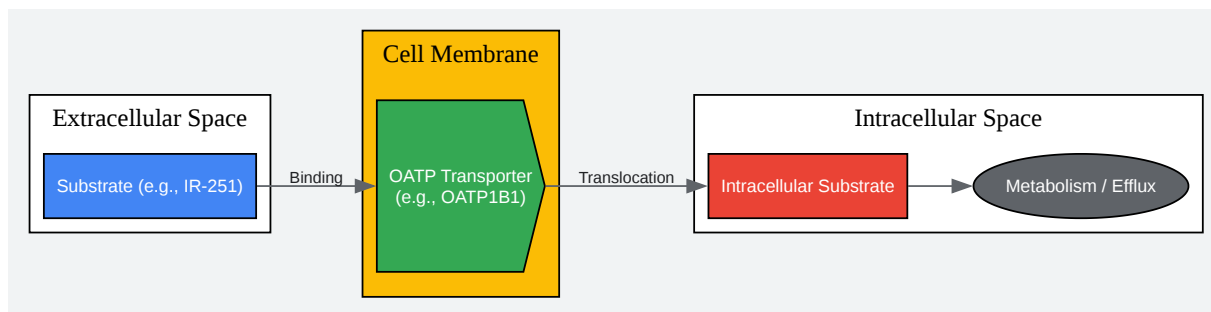 Extracellular Space
Substrate (e.g., IR-251)
Binding
Cell Membrane
OATP Transporter
(e.g., OATP1B1)
Translocation
Intracellular Space
Intracellular Substrate
Metabolism / Efflux